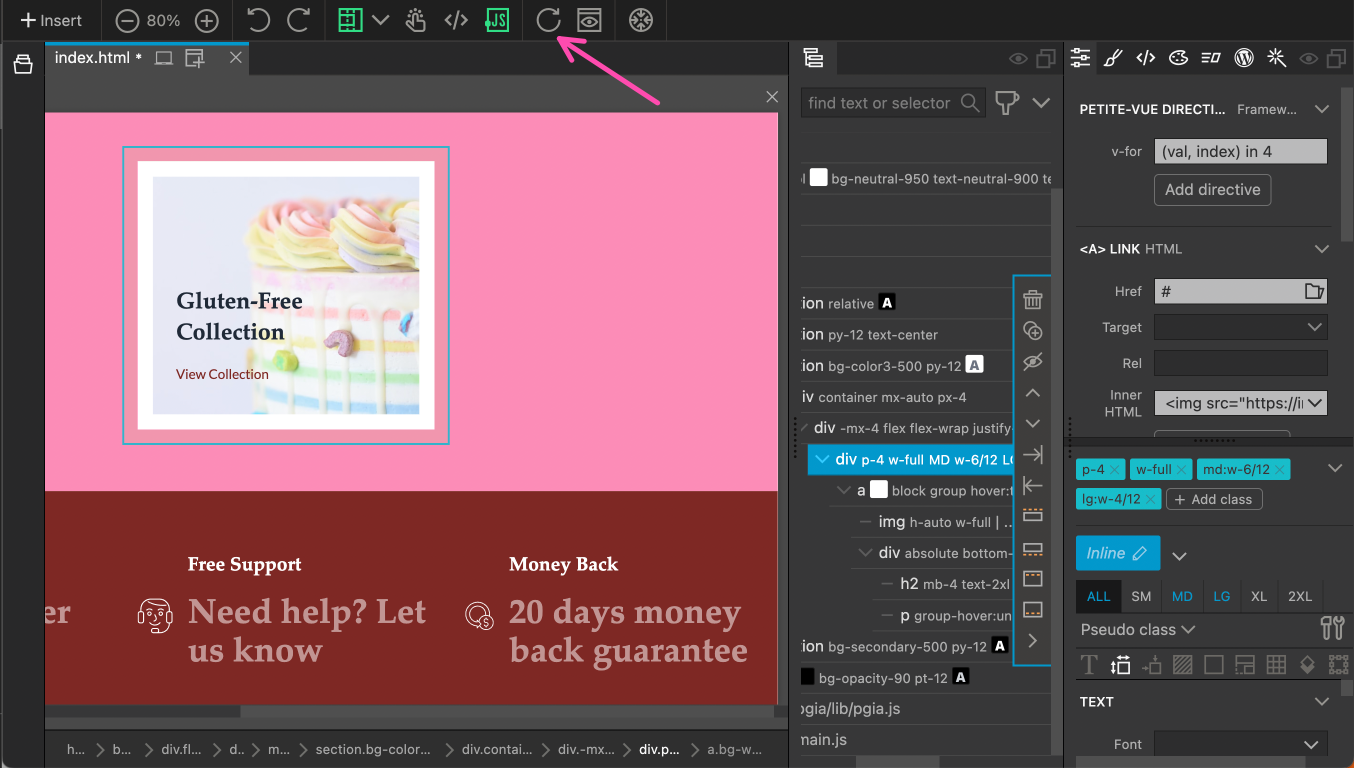 Insert
80%
JS
index.html *
find text or selector
PETITE-VUE DIRECTI... Framew...
v-for (val, index) in 4
Add directive
bg-neutral-950 text-neutral-900 te
<A> LINK HTML
Href #
Target
Rel
Inner
HTML <img src="https://i
tion relative A
tion py-12 text-center
tion bg-color3-500 py-12 A
iv container mx-auto px-4
div -mx-4 flex flex-wrap justify-
div p-4 w-full MD w-6/12 LG
a block group hover:t
img h-auto w-full | ...
div absolute bottom-
h2 mb-4 text-2xl
p group-hover:un
tion bg-secondary-500 py-12 A
bg-opacity-90 pt-12 A
ogia/lib/pgia.js
main.js
p-4 × w-full × md:w-6/12 ×
lg:w-4/12 × + Add class
Inline
ALL SM MD LG XL 2XL
Pseudo class
TEXT
Font
Gluten-Free
Collection
View Collection
Free Support
Money Back
er
Need help? Let
us know
20 days money
back guarantee
h... b... div.fl... d.. m... section.bg-color... div.contai... div.-mx... div.p... a.bg-w...